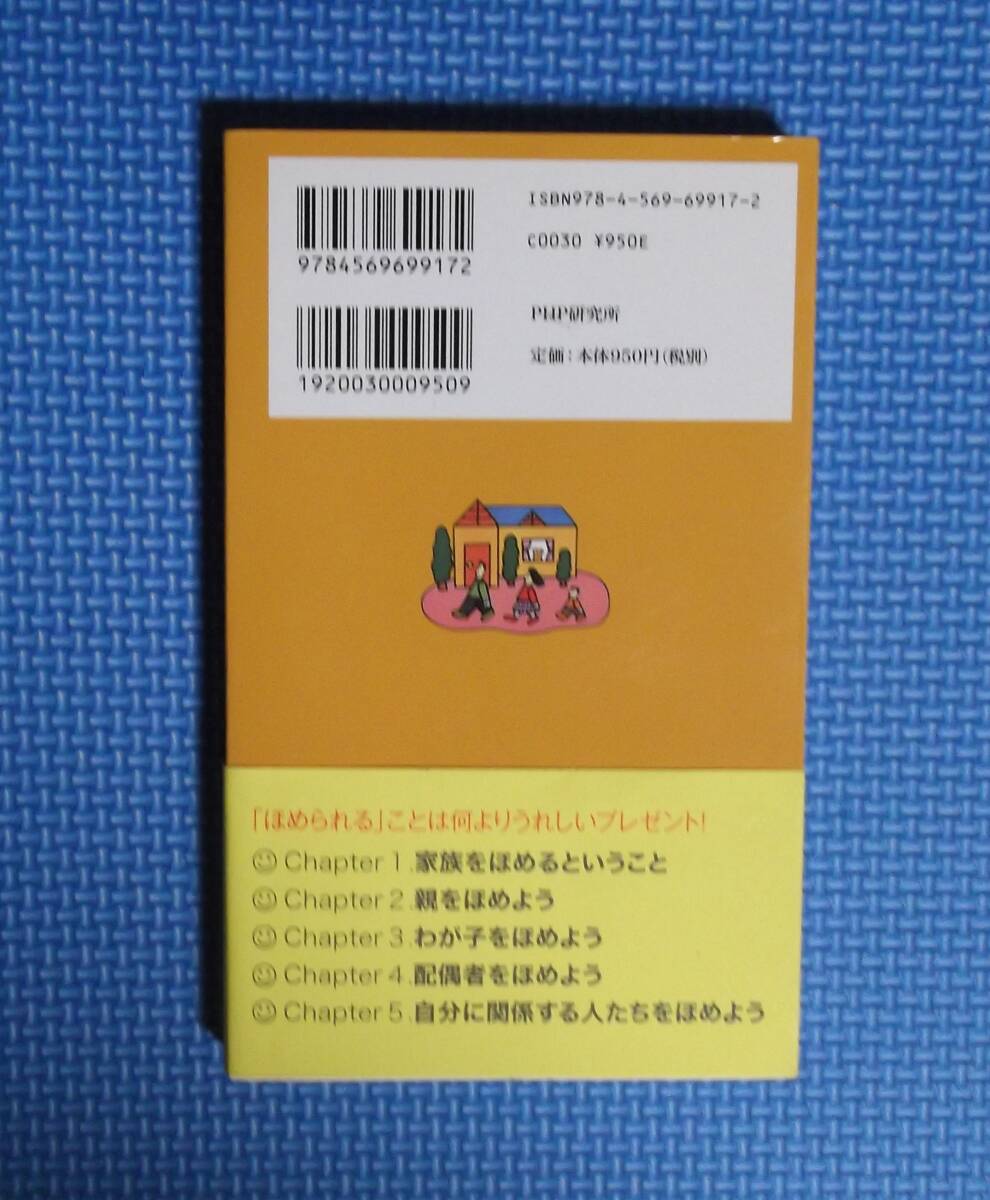 ISBN978-4-569-69917-2
C0030 ¥950E
9784569699172
PHP研究所
定価：本体950円(税別)
1920030009509
「ほめられる」ことは何よりうれしいプレゼント!
Chapter 1.家族をほめるということ
Chapter 2.親をほめよう
Chapter 3.わが子をほめよう
Chapter 4.配偶者をほめよう
Chapter 5.自分に関係する人たちをほめよう